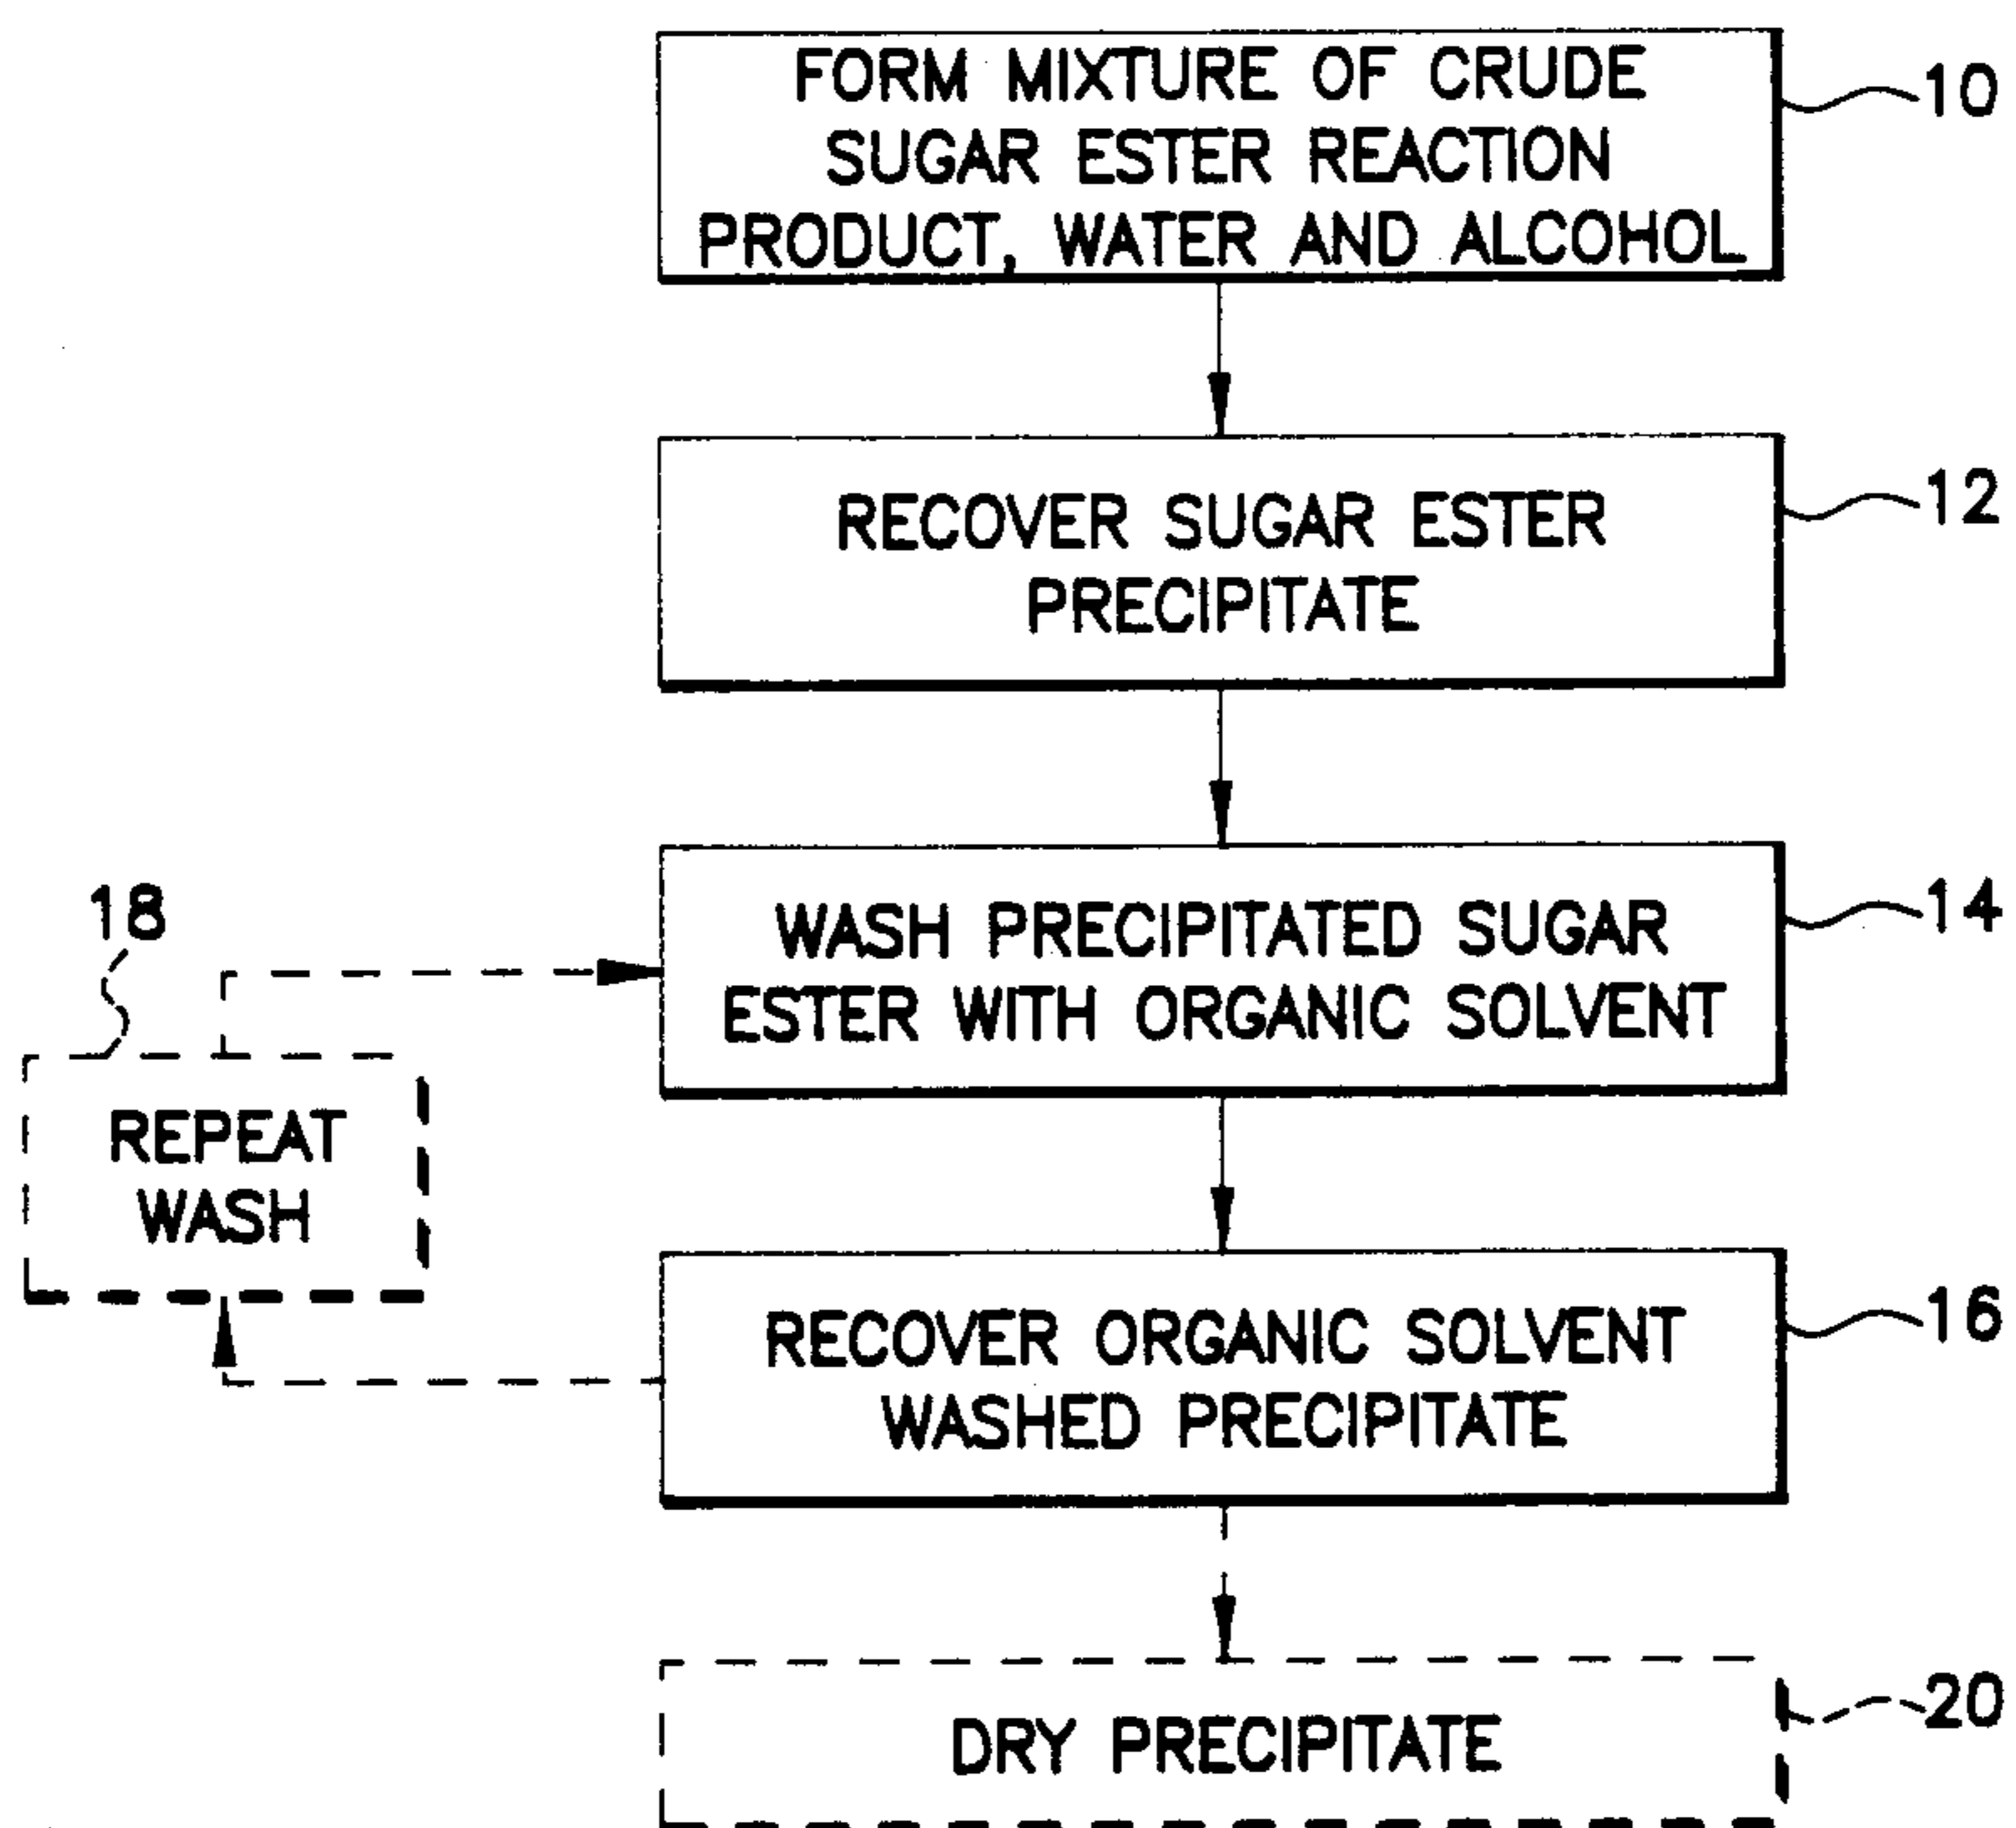 FORM MIXTURE OF CRUDE
SUGAR ESTER REACTION
PRODUCT, WATER AND ALCOHOL
10
RECOVER SUGAR ESTER
PRECIPITATE
12
WASH PRECIPITATED SUGAR
ESTER WITH ORGANIC SOLVENT
14
18
REPEAT
WASH
RECOVER ORGANIC SOLVENT
WASHED PRECIPITATE
16
DRY PRECIPITATE
20